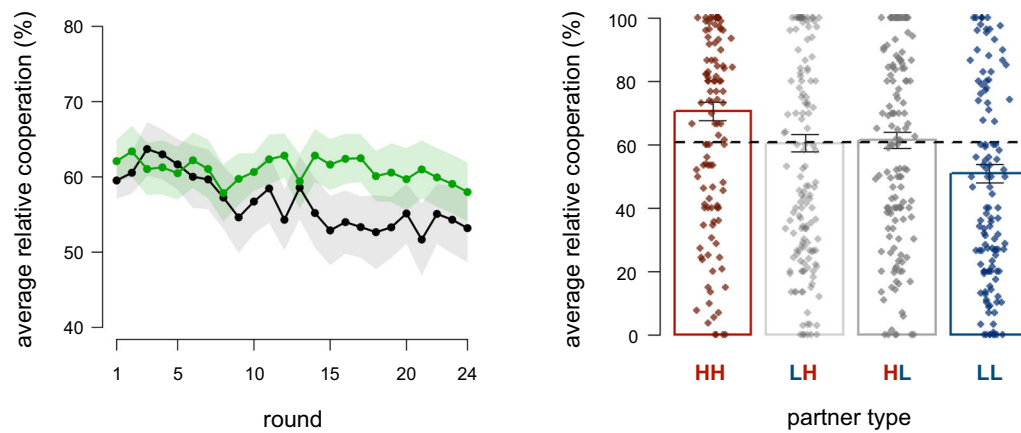 average relative cooperation (%)
80
70
60
50
40
1 5 10 15 20 24
round
average relative cooperation (%)
100
80
60
40
20
0
HH LH HL LL
partner type